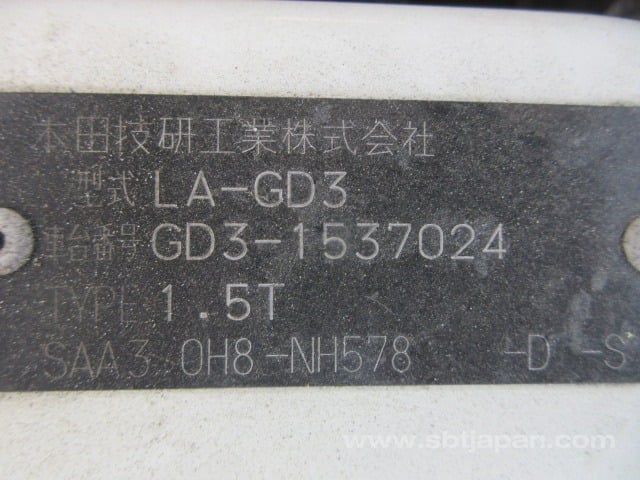 本田技研工業株式会社
型式 LA-GD3
車台番号 GD3-1537024
TYPE 1.5T
SAA3 0H8-NH578 -D -S
www.sbtjapan.com/